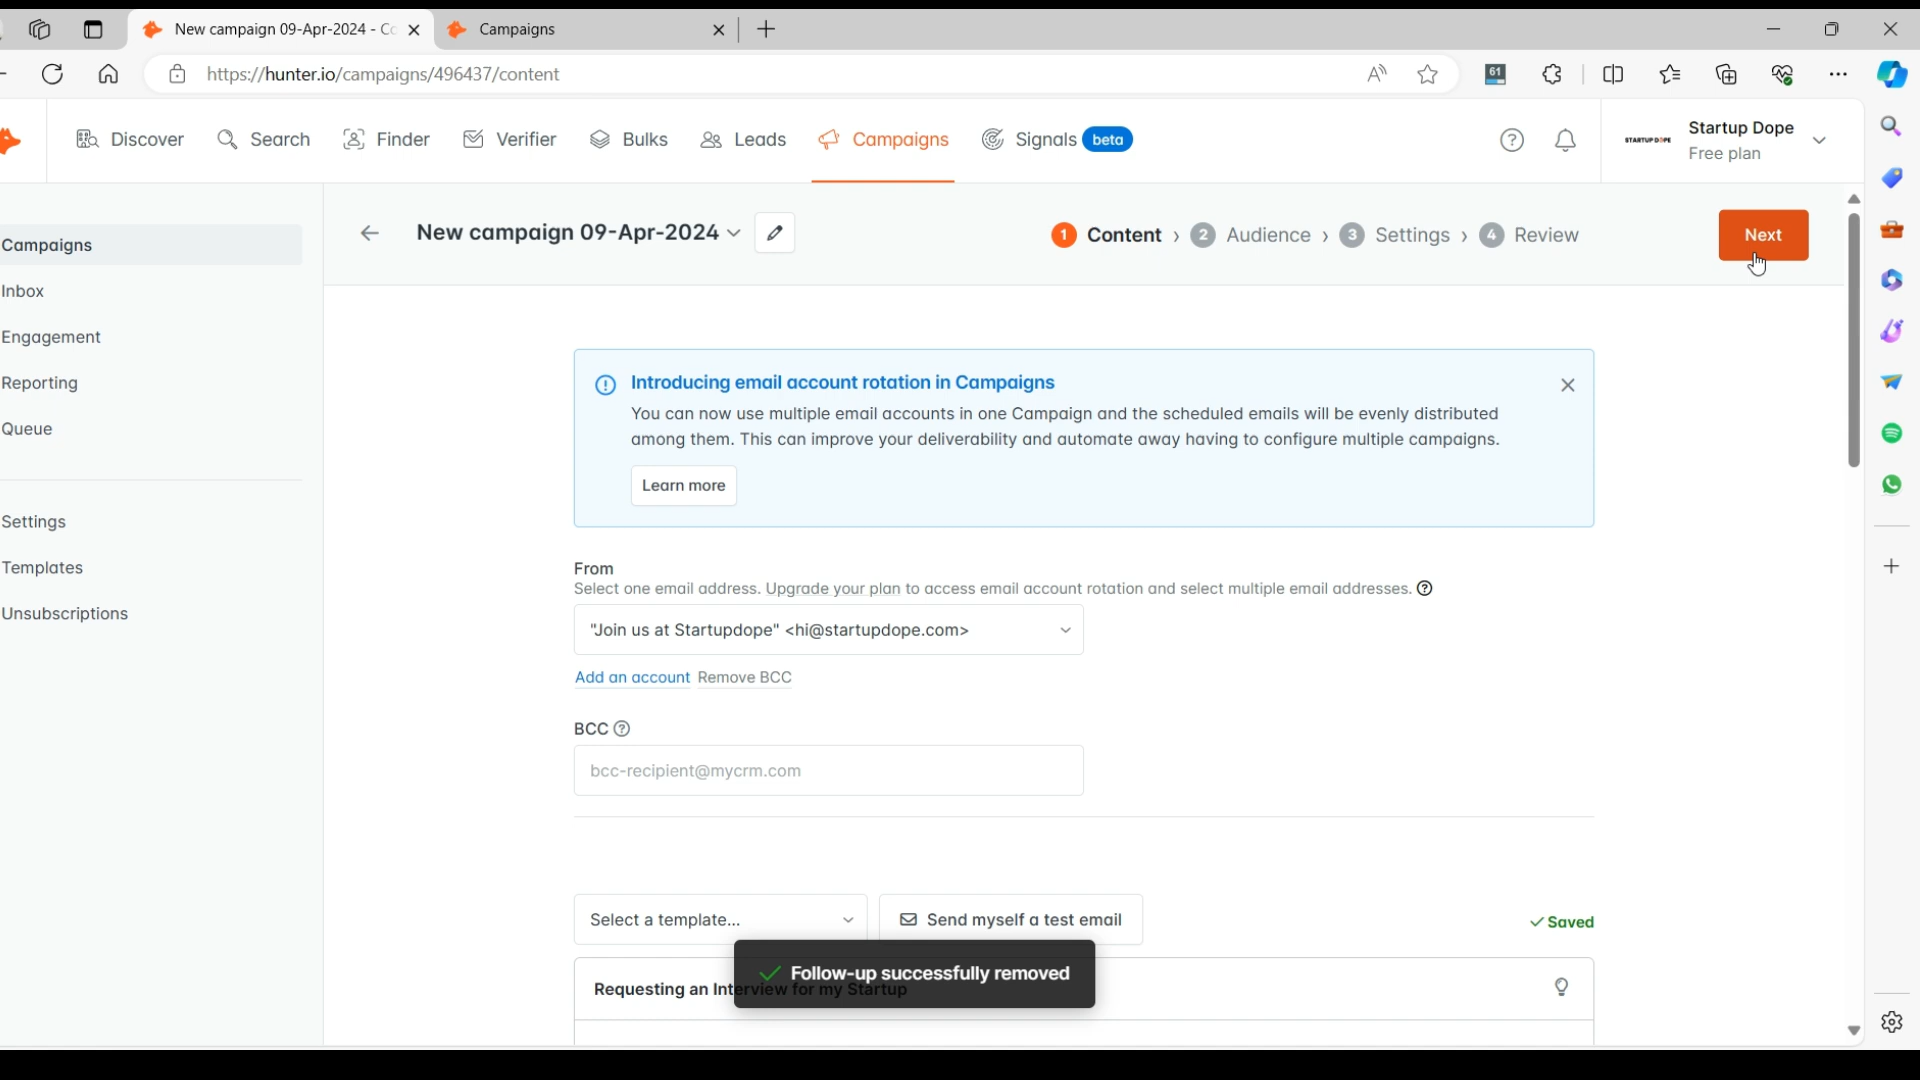 New campaign 09-Apr-2024 - Co
Campaigns
https://hunter.io/campaigns/496437/content
61
Discover
Search
Finder
Verifier
Bulks
Leads
Campaigns
Signals beta
STARTUP DOPE
Startup Dope
Free plan
Campaigns
Inbox
Engagement
Reporting
Queue
Settings
Templates
Unsubscriptions
New campaign 09-Apr-2024
1 Content > 2 Audience > 3 Settings > 4 Review
Next
Introducing email account rotation in Campaigns
You can now use multiple email accounts in one Campaign and the scheduled emails will be evenly distributed
among them. This can improve your deliverability and automate away having to configure multiple campaigns.
Learn more
From
Select one email address. Upgrade your plan to access email account rotation and select multiple email addresses.
"Join us at Startupdope" <hi@startupdope.com>
Add an account Remove BCC
BCC
bcc-recipient@mycrm.com
Select a template...
Send myself a test email
Saved
Follow-up successfully removed
Requesting an Interview for my Startup